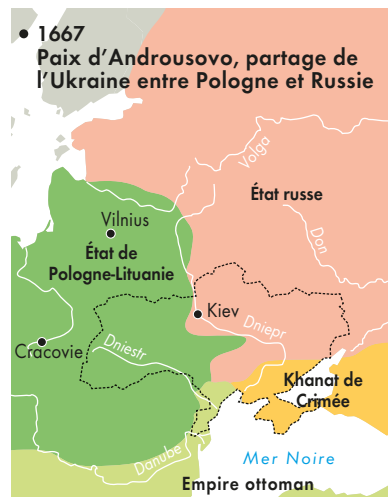 • 1667
Paix d'Androusovo, partage de
l'Ukraine entre Pologne et Russie
Volga
État russe
Vilnius
Don
État de
Pologne-Lituanie
Kiev
Dniepr
Cracovie
Dniestr
Khanat de
Crimée
Danube
Mer Noire
Empire ottoman